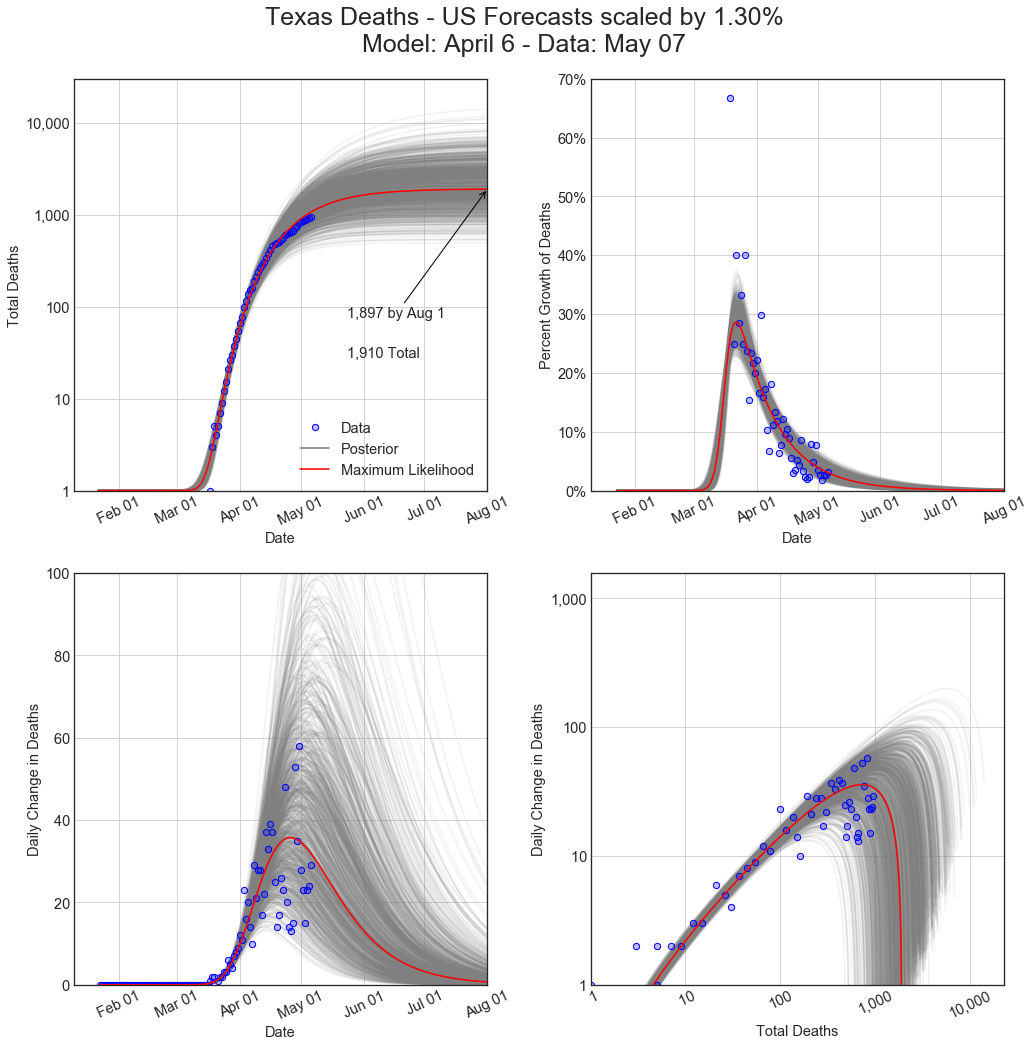 Texas Deaths - US Forecasts scaled by 1.30%
Model: April 6 - Data: May 07
Total Deaths
10,000
1,000
100
10
1
1,897 by Aug 1
1,910 Total
Data
Posterior
Maximum Likelihood
Feb 01
Mar 01
Apr 01
May 01
Jun 01
Jul 01
Aug 01
Date
Percent Growth of Deaths
70%
60%
50%
40%
30%
20%
10%
0%
Feb 01
Mar 01
Apr 01
May 01
Jun 01
Jul 01
Aug 01
Date
Daily Change in Deaths
100
80
60
40
20
0
Feb 01
Mar 01
Apr 01
May 01
Jun 01
Jul 01
Aug 01
Date
Daily Change in Deaths
1,000
100
10
1
1
10
100
1,000
10,000
Total Deaths